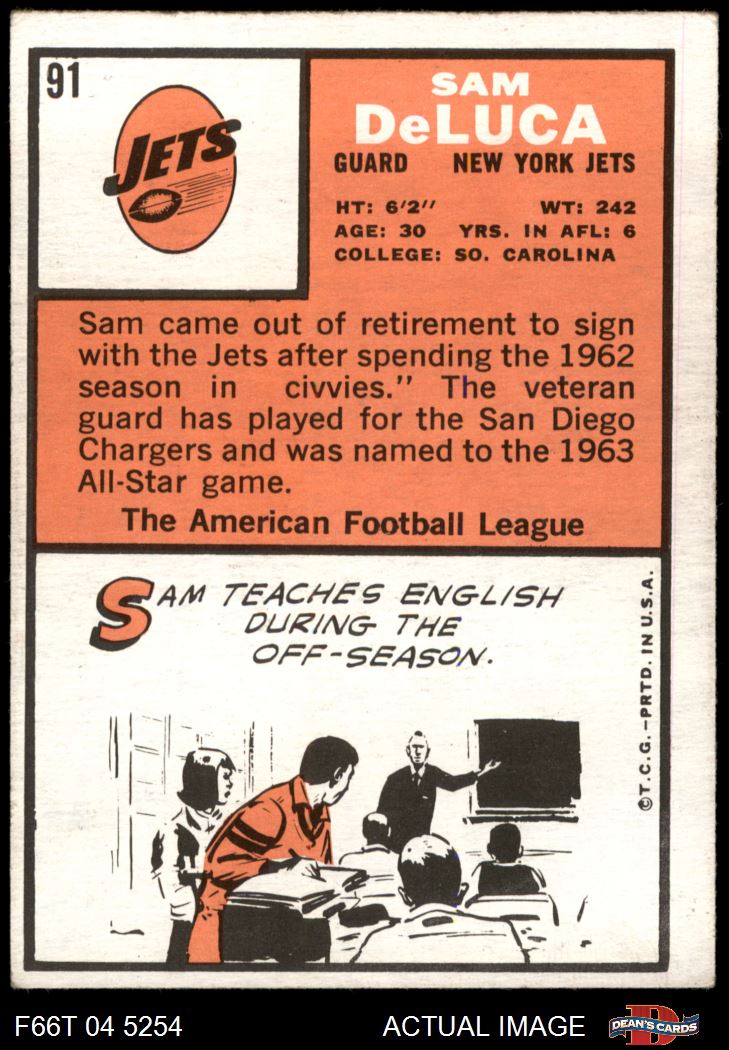 91
JETS
SAM
DeLUCA
GUARD NEW YORK JETS
HT: 6'2" WT: 242
AGE: 30 YRS. IN AFL: 6
COLLEGE: SO. CAROLINA
Sam came out of retirement to sign
with the Jets after spending the 1962
season in civvies." The veteran
guard has played for the San Diego
Chargers and was named to the 1963
All-Star game.
The American Football League
SAM TEACHES ENGLISH
DURING THE
OFF-SEASON.
©T.C.G.–PRTD. IN U.S.A.
F66T 04 5254
ACTUAL IMAGE
D
DEAN'S CARDS